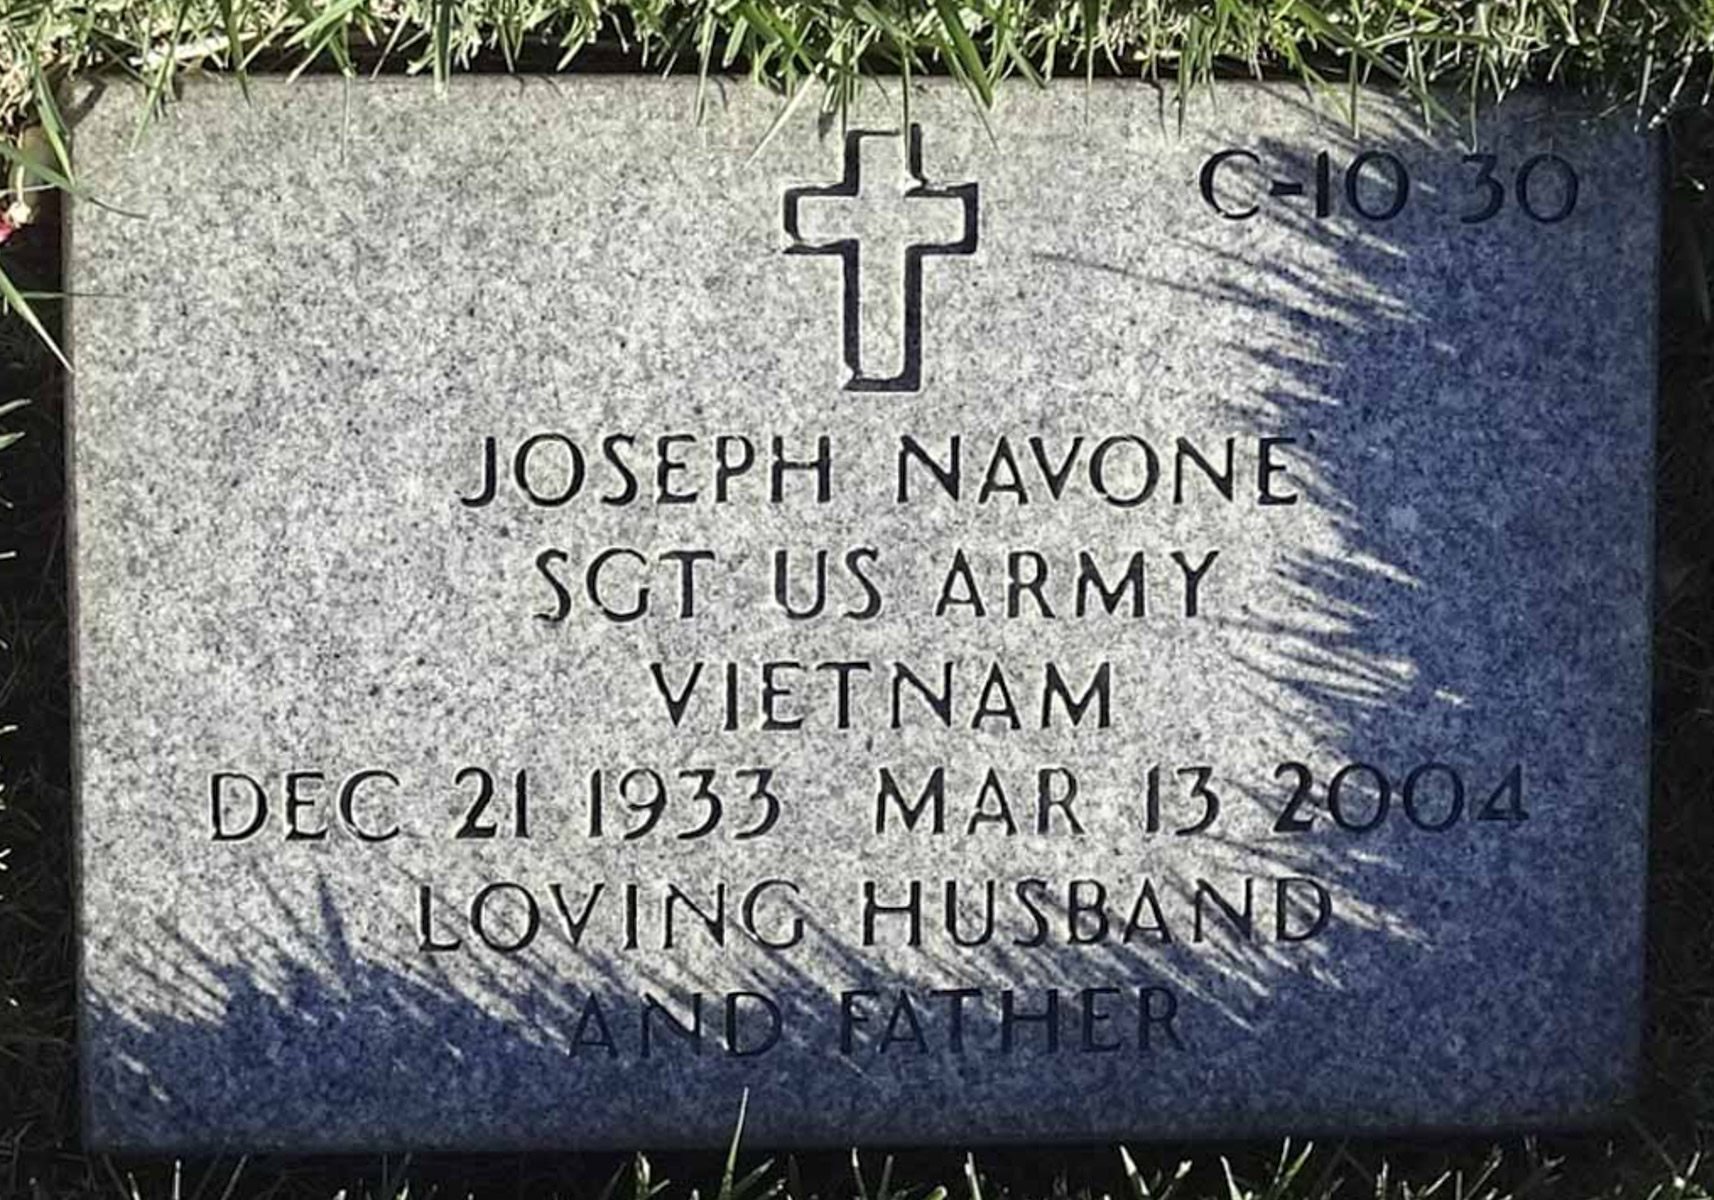 C-10 30
JOSEPH NAVONE
SGT US ARMY
VIETNAM
DEC 21 1933 MAR 13 2004
LOVING HUSBAND
AND FATHER